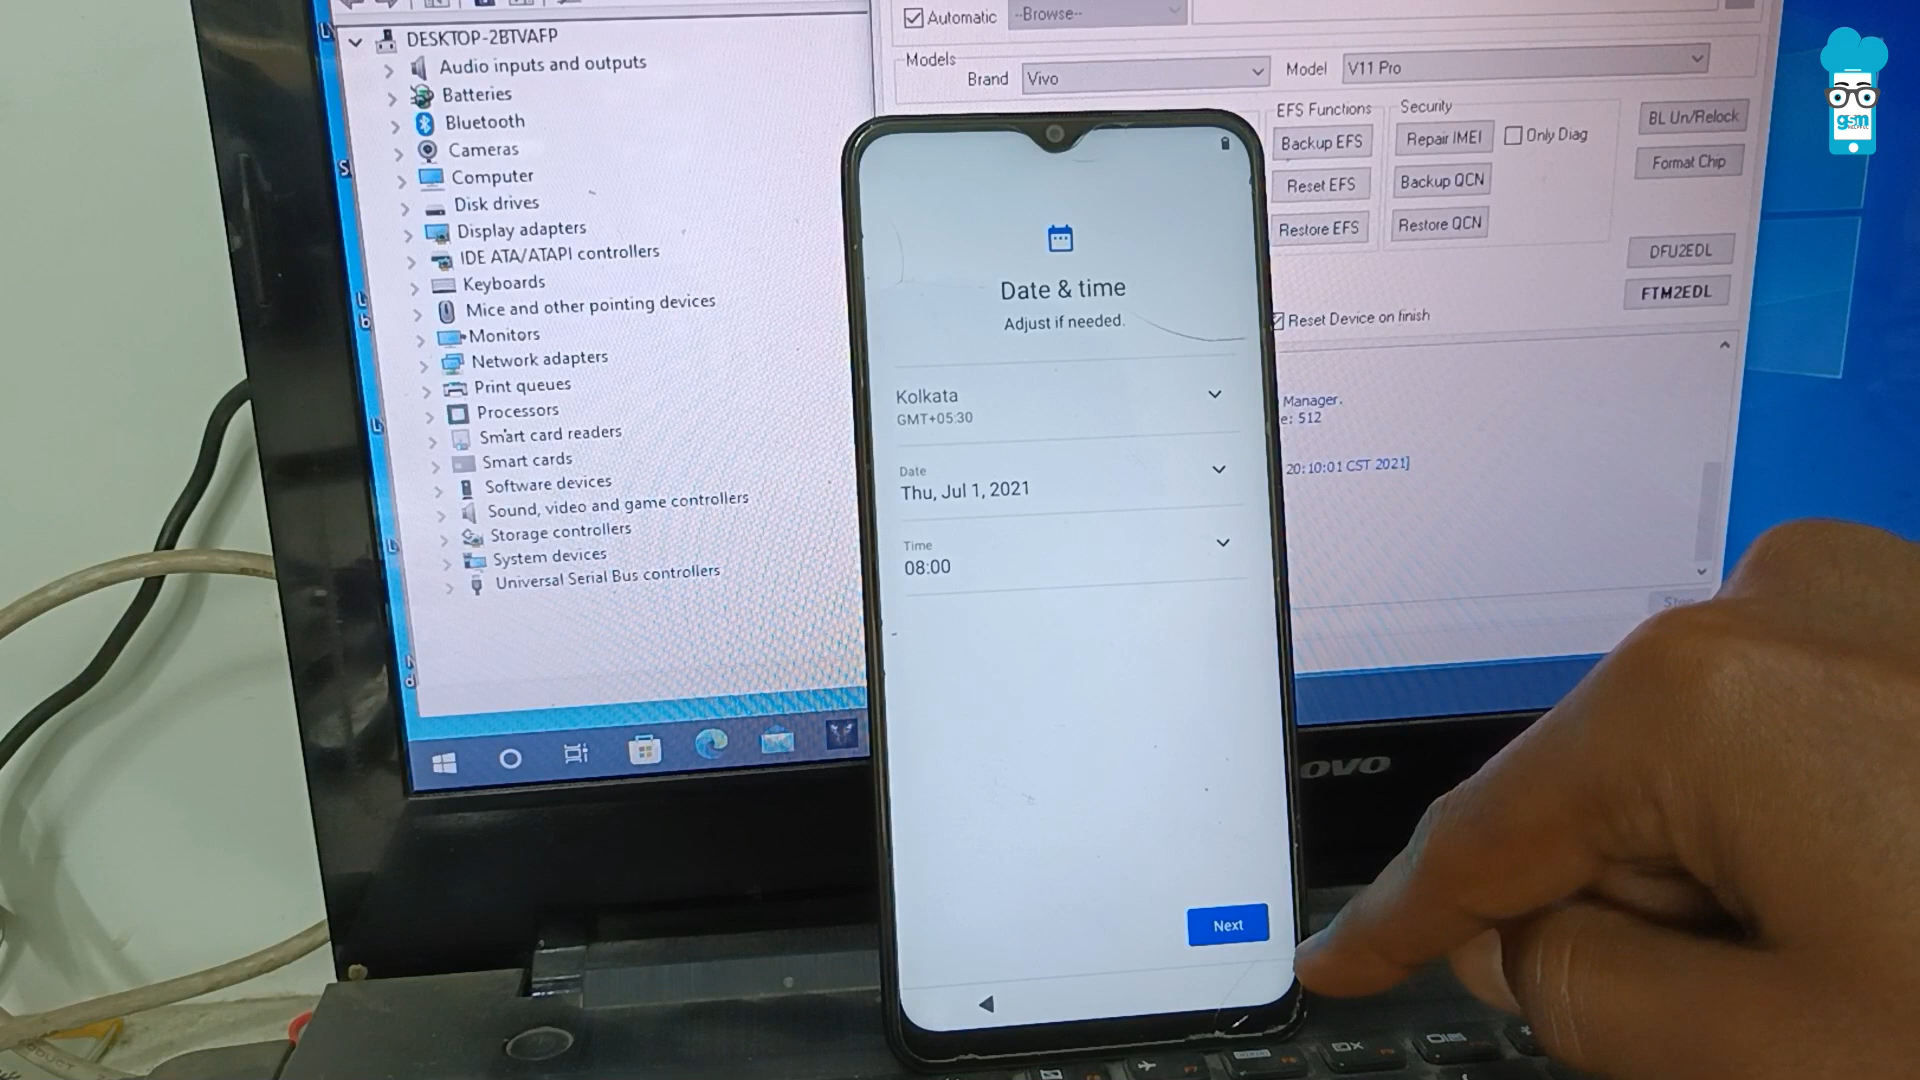 DESKTOP-2BTVAFP
Audio inputs and outputs
Batteries
Bluetooth
Cameras
Computer
Disk drives
Display adapters
IDE ATA/ATAPI controllers
Keyboards
Mice and other pointing devices
Monitors
Network adapters
Print queues
Processors
Smart card readers
Smart cards
Software devices
Sound, video and game controllers
Storage controllers
System devices
Universal Serial Bus controllers
Automatic
--Browse--
Models
Brand
Vivo
Model
V11 Pro
EFS Functions
Backup EFS
Reset EFS
Restore EFS
Security
Repair IMEI
Only Diag
Backup QCN
Restore QCN
BL Un/Relock
Format Chip
DFU2EDL
FTM2EDL
Reset Device on finish
Manager.
e: 512
20:10:01 CST 2021]
Date & time
Adjust if needed.
Kolkata
GMT+05:30
Date
Thu, Jul 1, 2021
Time
08:00
Next
ovo
gsm